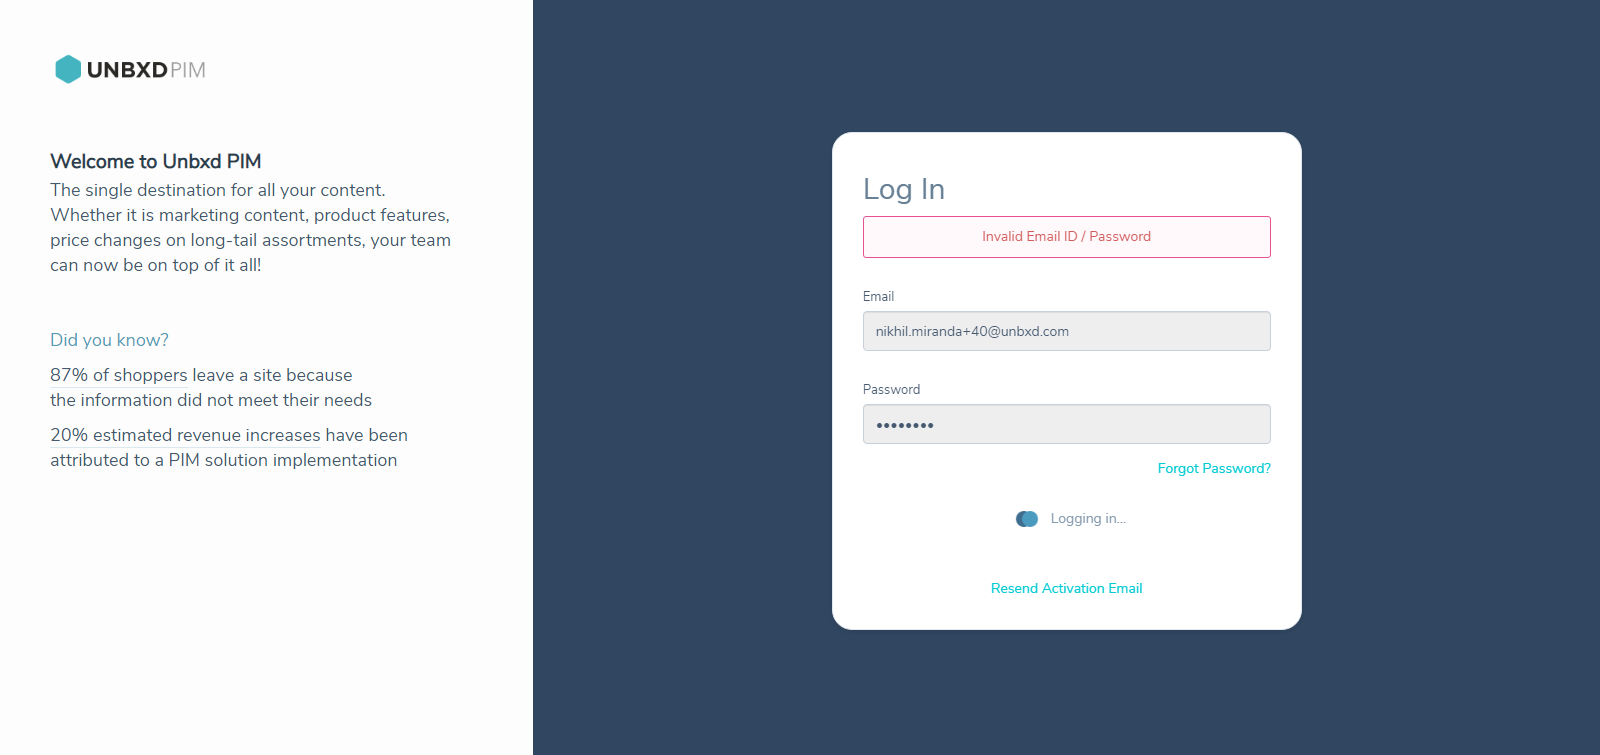 UNBXD PIM
Welcome to Unbxd PIM
The single destination for all your content.
Whether it is marketing content, product features,
price changes on long-tail assortments, your team
can now be on top of it all!
Did you know?
87% of shoppers leave a site because
the information did not meet their needs
20% estimated revenue increases have been
attributed to a PIM solution implementation
Log In
Invalid Email ID / Password
Email
nikhil.miranda+40@unbxd.com
Password
••••••••
Forgot Password?
Logging in...
Resend Activation Email